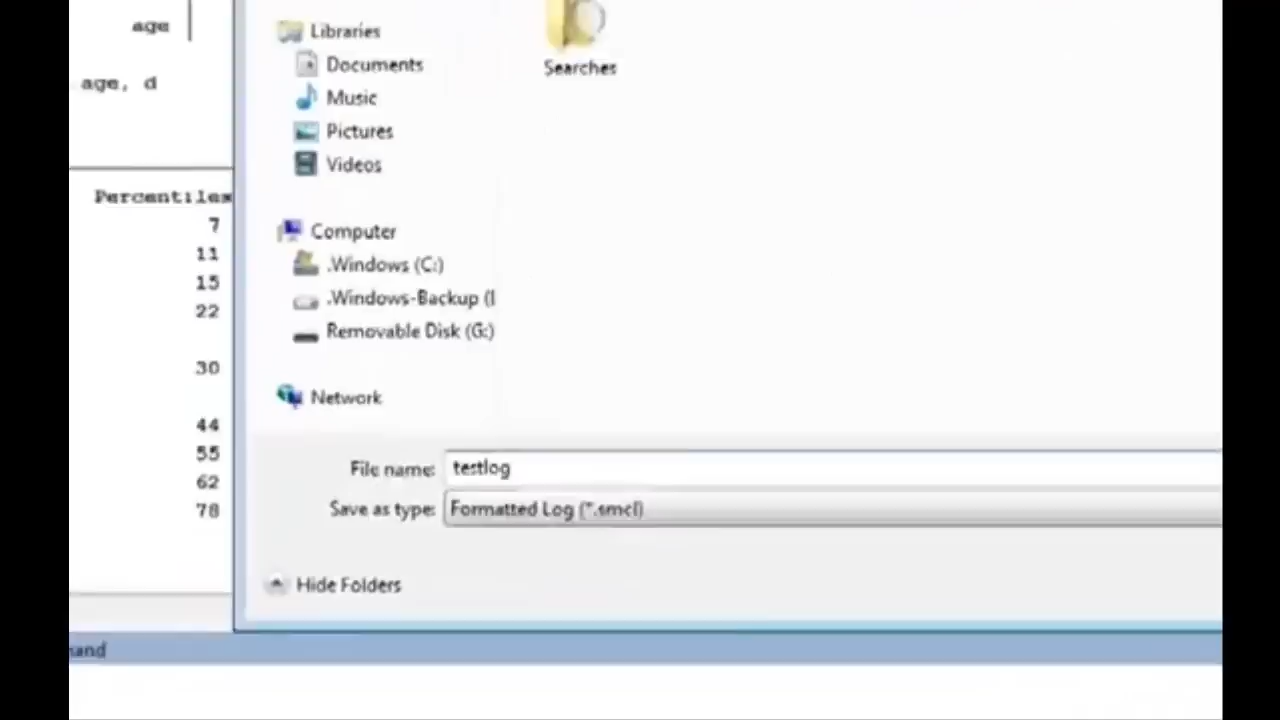 age
age, d
Percentiles
7
11
15
22
30
44
55
62
78
Libraries
Documents
Music
Pictures
Videos
Computer
.Windows (C:)
.Windows-Backup (
Removable Disk (G:)
Network
Searches
File name: testlog
Save as type: Formatted Log (*.smcl)
Hide Folders
mand